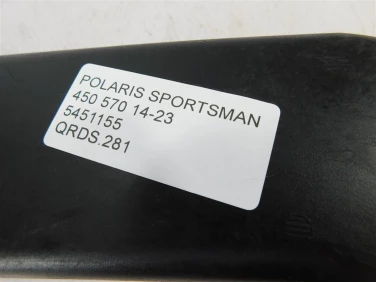 POLARIS SPORTSMAN
450 570 14-23
5451155
QRDS.281